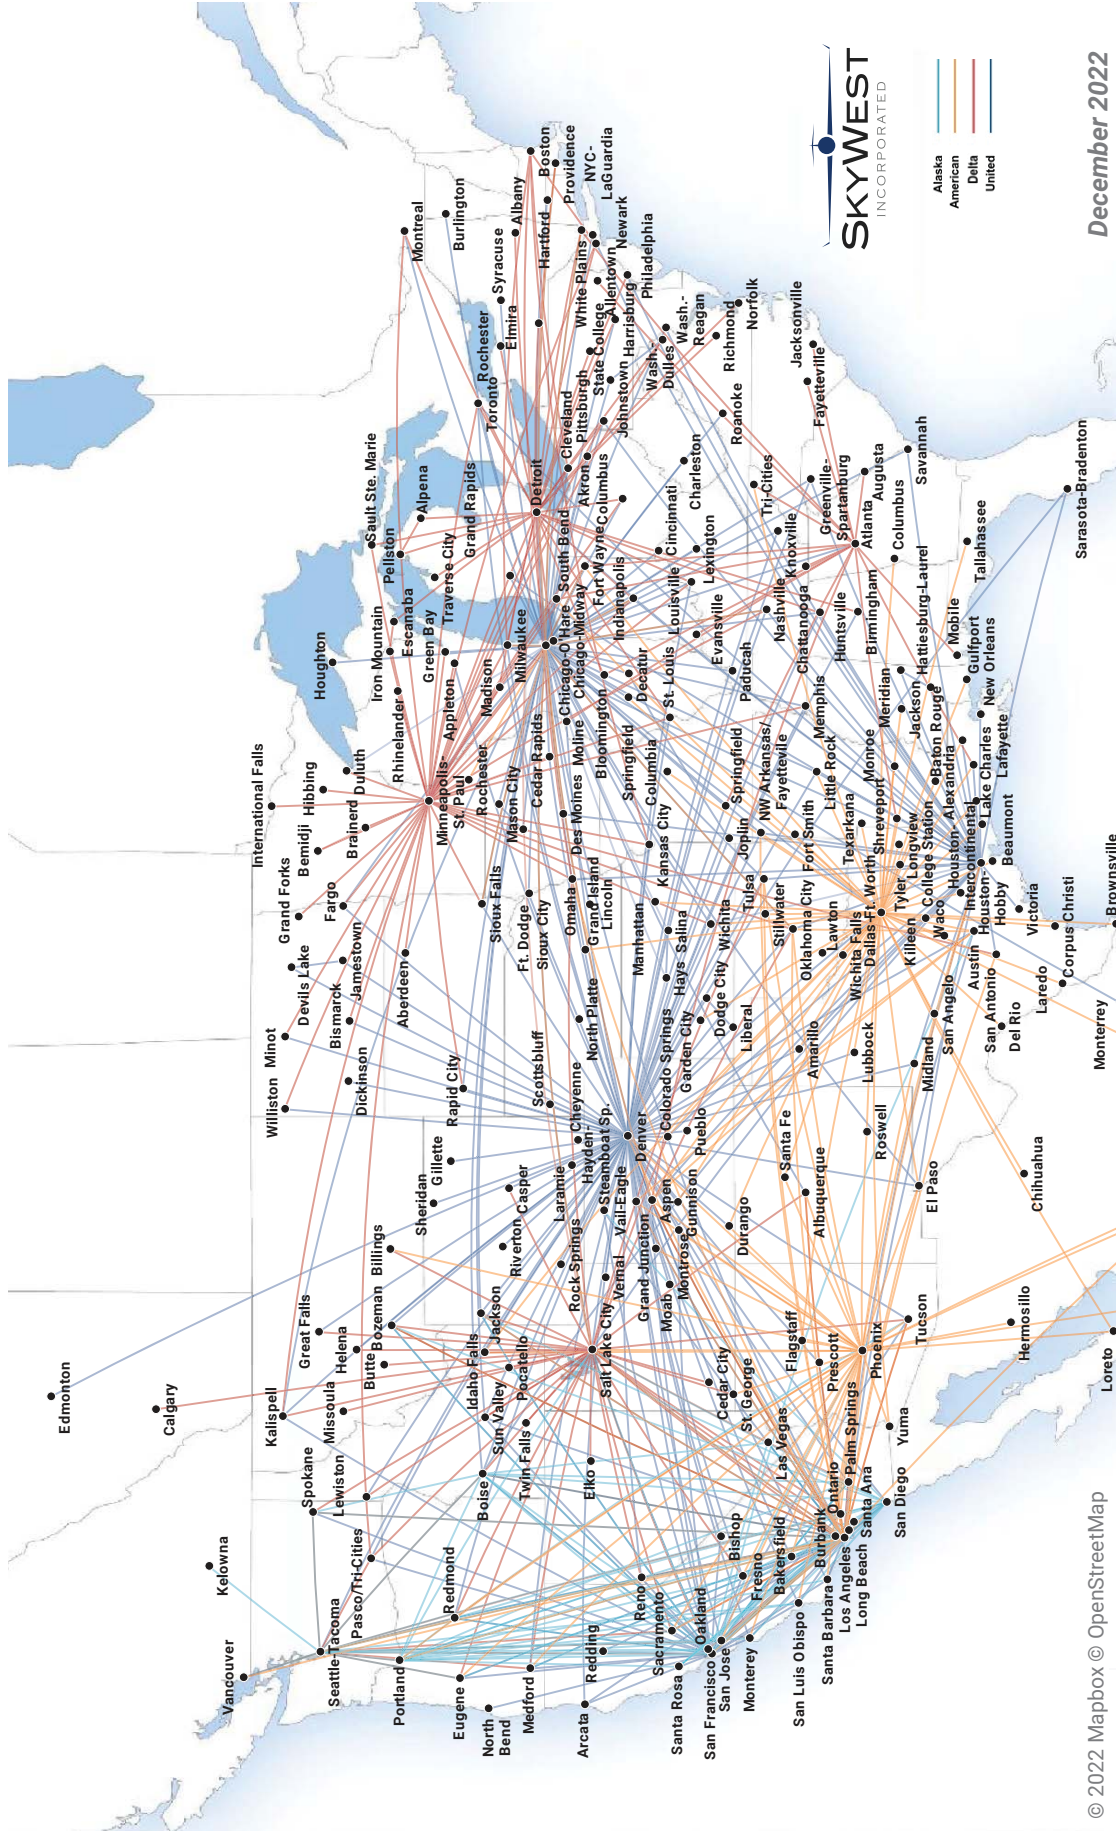 SKYWEST
INCORPORATED
Alaska
American
Delta
United
December 2022
© 2022 Mapbox © OpenStreetMap
Edmonton
Calgary
Kelowna
Vancouver
Seattle-Tacoma
Spokane
Lewiston
Pasco/Tri-Cities
Portland
Redmond
Eugene
North
Bend
Medford
Arcata
Redding
Santa Rosa
Sacramento
Reno
Oakland
San Francisco
San Jose
Monterey
Bishop
Fresno
Bakersfield
San Luis Obispo
Santa Barbara
Burbank
Ontario
Los Angeles
Long Beach
Santa Ana
Palm Springs
San Diego
Yuma
Las Vegas
St. George
Cedar City
Elko
Boise
Twin Falls
Sun Valley
Pocatello
Idaho Falls
Jackson
Kalispell
Missoula
Butte
Helena
Great Falls
Bozeman
Billings
Salt Lake City
Vernal
Moab
Rock Springs
Riverton
Casper
Sheridan
Gillette
Laramie
Cheyenne
Hayden-
Steamboat Sp.
Vail-Eagle
Grand Junction
Aspen
Montrose
Gunnison
Durango
Denver
Colorado Springs
Pueblo
Flagstaff
Prescott
Phoenix
Tucson
Albuquerque
Santa Fe
Roswell
El Paso
Hermosillo
Loreto
Chihuahua
Monterrey
Williston
Minot
Dickinson
Bismarck
Devils Lake
Jamestown
Grand Forks
Fargo
Aberdeen
Rapid City
Scottsbluff
North Platte
Sioux Falls
Ft. Dodge
Sioux City
Omaha
Grand Island
Lincoln
Manhattan
Salina
Hays
Wichita
Garden City
Dodge City
Liberal
Amarillo
Lubbock
Midland
San Angelo
San Antonio
Del Rio
Laredo
Corpus Christi
Brownsville
Victoria
Austin
Waco
Killeen
College Station
Wichita Falls
Lawton
Oklahoma City
Stillwater
Tulsa
Dallas-Ft. Worth
Tyler
Longview
Shreveport
Texarkana
Fort Smith
NW Arkansas/
Fayetteville
Joplin
Springfield
Kansas City
Columbia
Little Rock
Memphis
Monroe
Alexandria
Baton Rouge
Jackson
Meridian
Hattiesburg-Laurel
Houston-
Intercontinental
Houston-
Hobby
Beaumont
Lake Charles
Lafayette
New Orleans
Gulfport
Mobile
International Falls
Hibbing
Bemidji
Brainerd
Duluth
Minneapolis-
St. Paul
Rochester
Mason City
Des Moines
Cedar Rapids
Moline
Houghton
Rhinelander
Iron Mountain
Escanaba
Green Bay
Appleton
Madison
Milwaukee
Chicago-O'Hare
Chicago-Midway
Bloomington
Springfield
Decatur
St. Louis
Paducah
Evansville
Louisville
Lexington
Indianapolis
Fort Wayne
South Bend
Cincinnati
Columbus
Akron
Cleveland
Detroit
Grand Rapids
Traverse City
Pellston
Sault Ste. Marie
Alpena
Toronto
Rochester
Elmira
Syracuse
Montreal
Burlington
Albany
Boston
Providence
Hartford
NYC-
LaGuardia
White Plains
Newark
Allentown
Philadelphia
Harrisburg
State College
Johnstown
Pittsburgh
Wash.-
Dulles
Wash.-
Reagan
Richmond
Norfolk
Roanoke
Charleston
Tri-Cities
Knoxville
Nashville
Chattanooga
Huntsville
Birmingham
Atlanta
Greenville-
Spartanburg
Augusta
Columbus
Savannah
Fayetteville
Jacksonville
Tallahassee
Sarasota-Bradenton